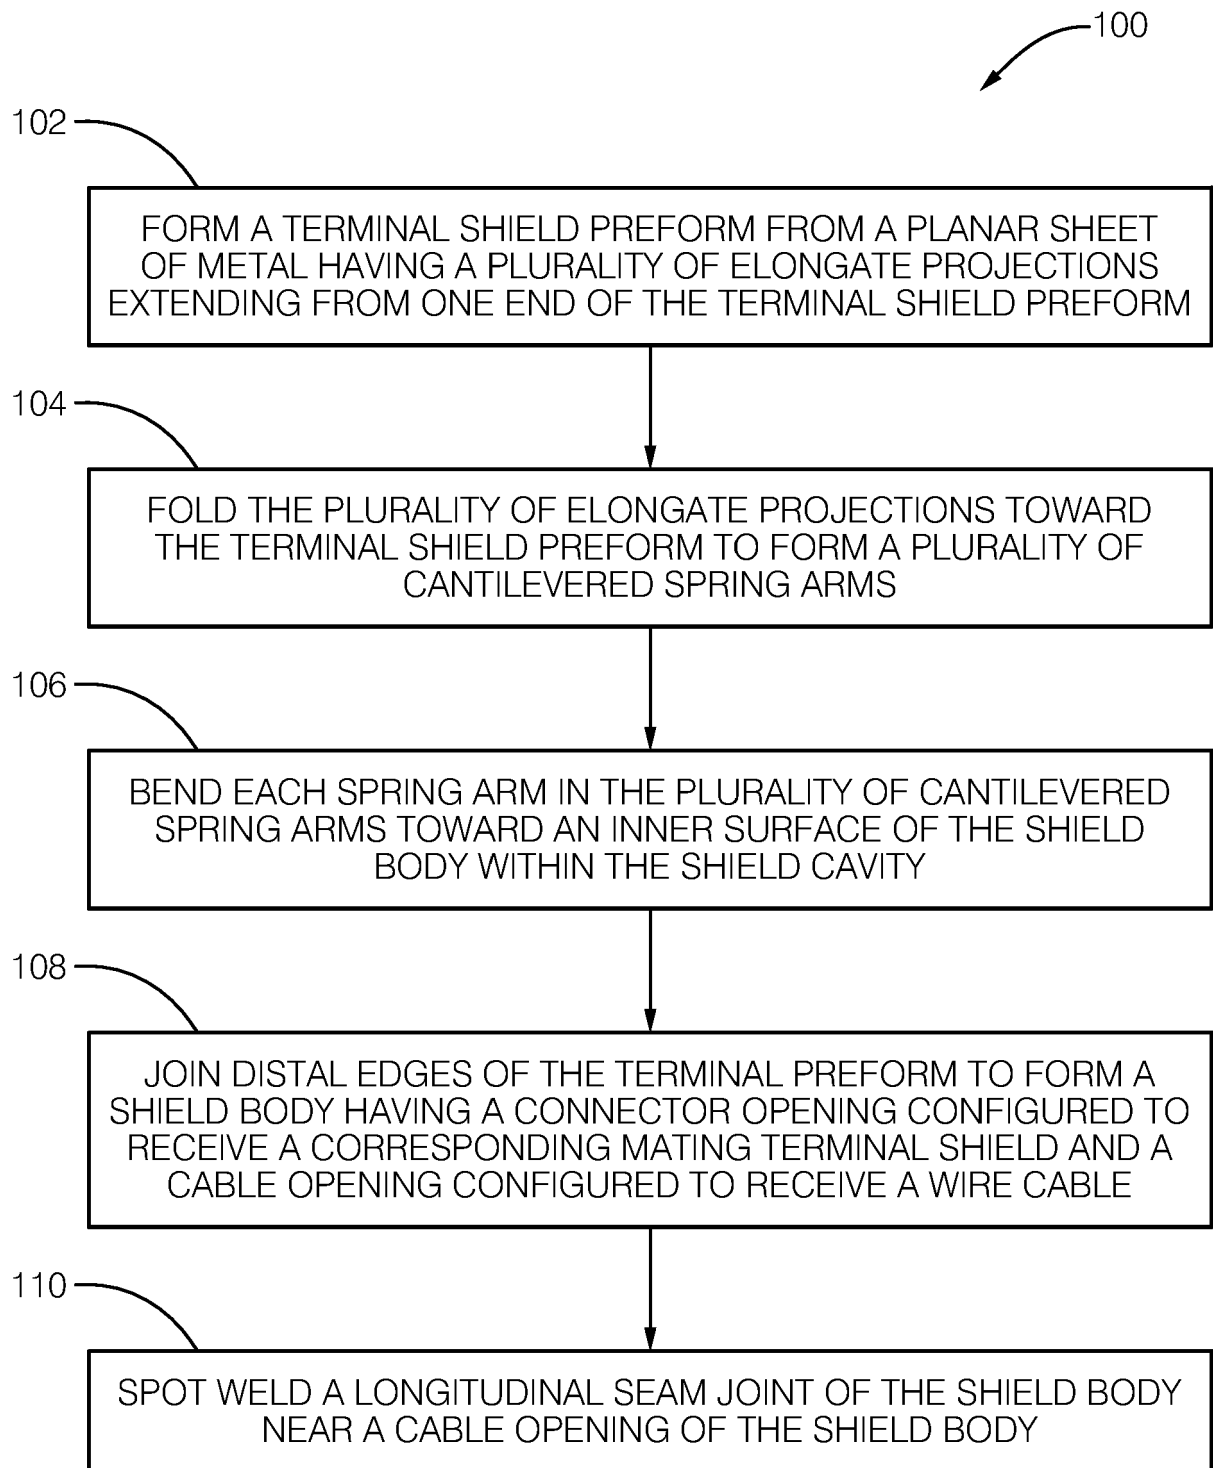 100
102
FORM A TERMINAL SHIELD PREFORM FROM A PLANAR SHEET
OF METAL HAVING A PLURALITY OF ELONGATE PROJECTIONS
EXTENDING FROM ONE END OF THE TERMINAL SHIELD PREFORM
104
FOLD THE PLURALITY OF ELONGATE PROJECTIONS TOWARD
THE TERMINAL SHIELD PREFORM TO FORM A PLURALITY OF
CANTILEVERED SPRING ARMS
106
BEND EACH SPRING ARM IN THE PLURALITY OF CANTILEVERED
SPRING ARMS TOWARD AN INNER SURFACE OF THE SHIELD
BODY WITHIN THE SHIELD CAVITY
108
JOIN DISTAL EDGES OF THE TERMINAL PREFORM TO FORM A
SHIELD BODY HAVING A CONNECTOR OPENING CONFIGURED TO
RECEIVE A CORRESPONDING MATING TERMINAL SHIELD AND A
CABLE OPENING CONFIGURED TO RECEIVE A WIRE CABLE
110
SPOT WELD A LONGITUDINAL SEAM JOINT OF THE SHIELD BODY
NEAR A CABLE OPENING OF THE SHIELD BODY